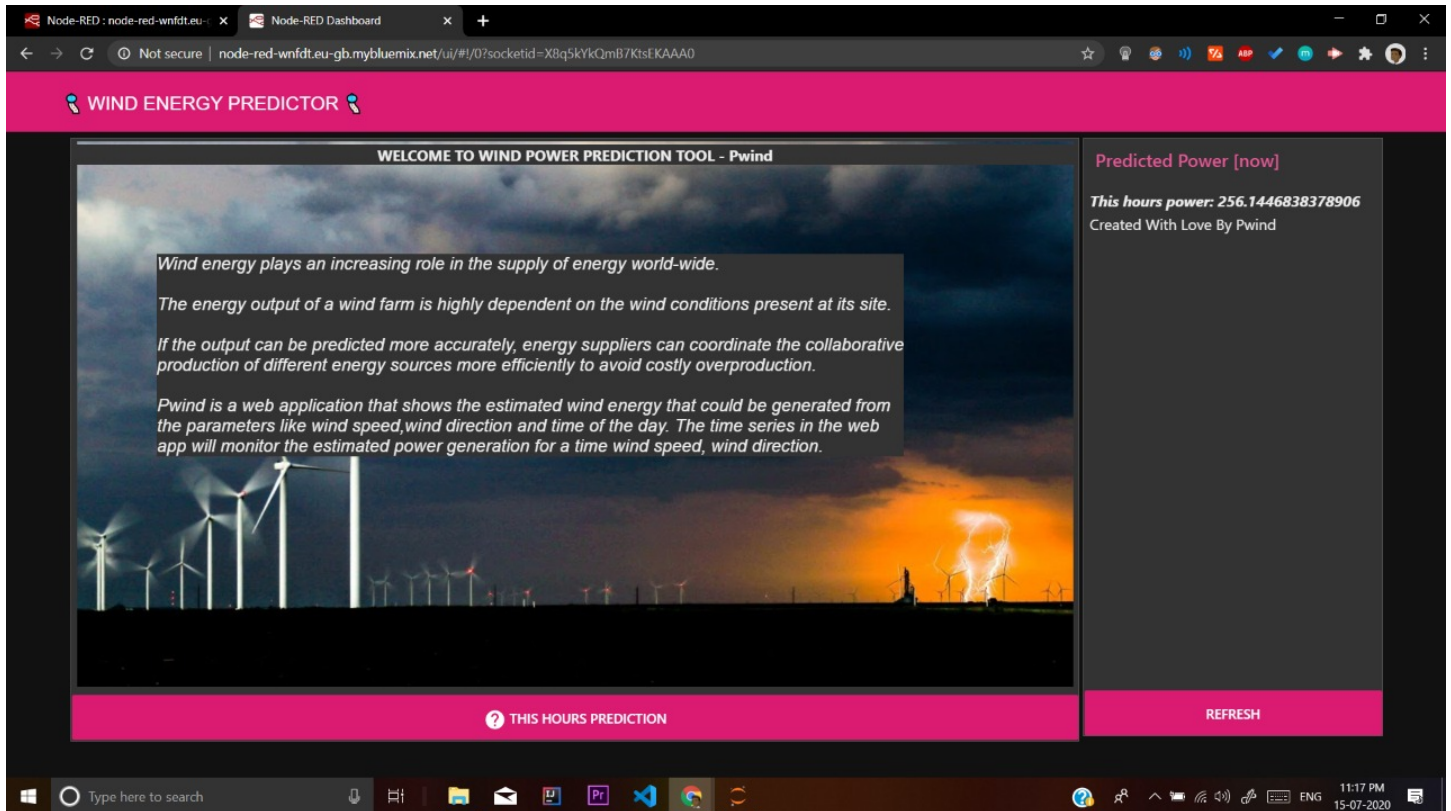 Node-RED : node-red-wnfdt.eu-
Node-RED Dashboard
Not secure | node-red-wnfdt.eu-gb.mybluemix.net/ui/#!/0?socketid=X8q5kYkQmB7KtsEKAAA0
ABP
m
WIND ENERGY PREDICTOR
WELCOME TO WIND POWER PREDICTION TOOL - Pwind
Wind energy plays an increasing role in the supply of energy world-wide.
The energy output of a wind farm is highly dependent on the wind conditions present at its site.
If the output can be predicted more accurately, energy suppliers can coordinate the collaborative
production of different energy sources more efficiently to avoid costly overproduction.
Pwind is a web application that shows the estimated wind energy that could be generated from
the parameters like wind speed,wind direction and time of the day. The time series in the web
app will monitor the estimated power generation for a time wind speed, wind direction.
? THIS HOURS PREDICTION
Predicted Power [now]
This hours power: 256.1446838378906
Created With Love By Pwind
REFRESH
Type here to search
IJ
Pr
ENG
11:17 PM
15-07-2020